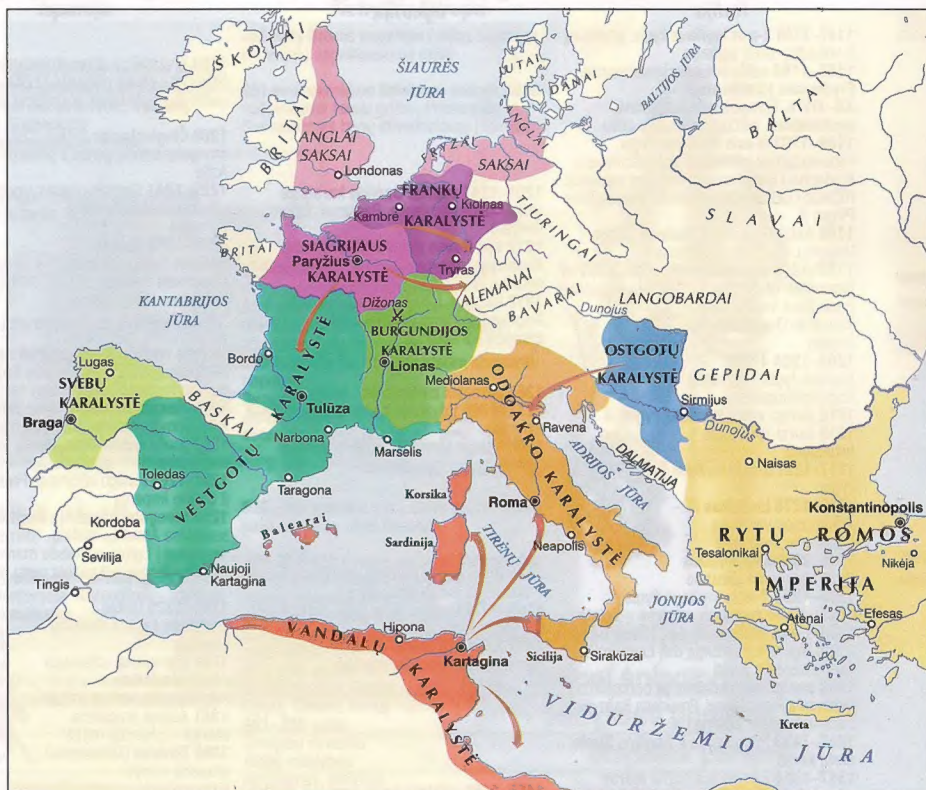 ŠKOTAI
BRITAI
ANGLAI
SAKSAI
Londonas
ŠIAURĖS
JŪRA
JUTAI
DANAI
ANGLAI
FRYZAI
SAKSAI
BALTIJOS JŪRA
BALTAI
SLAVAI
TIURINGAI
FRANKŲ
KARALYSTĖ
Kambrė
Kiolnas
Tryras
SIAGRIJAUS
KARALYSTĖ
Paryžius
BRITAI
ALEMANAI
BAVARAI
LANGOBARDAI
Dunojus
KANTABRIJOS
JŪRA
Dižonas
BURGUNDIJOS
KARALYSTĖ
Lionas
Bordo
OSTGOTŲ
KARALYSTĖ
GEPIDAI
Sirmijus
Dunojus
Lugas
SVEBŲ
KARALYSTĖ
Braga
BASKAI
VESTGOTŲ KARALYSTĖ
Tulūza
Narbona
Marselis
Taragona
Toledas
Kordoba
Sevilija
Naujoji
Kartagina
Tingis
Balearai
Mediolanas
Ravena
ODOAKRO KARALYSTĖ
Roma
Neapolis
ADRIJOS JŪRA
DALMATIJA
Korsika
Sardinija
TIRĖNŲ JŪRA
Sicilija
Sirakūzai
JONIJOS
JŪRA
Naisas
Konstantinopolis
RYTŲ ROMOS
IMPERIJA
Tesalonikai
Nikėja
Atėnai
Efesas
Kreta
VANDALŲ KARALYSTĖ
Hipona
Kartagina
VIDURŽEMIO JŪRA